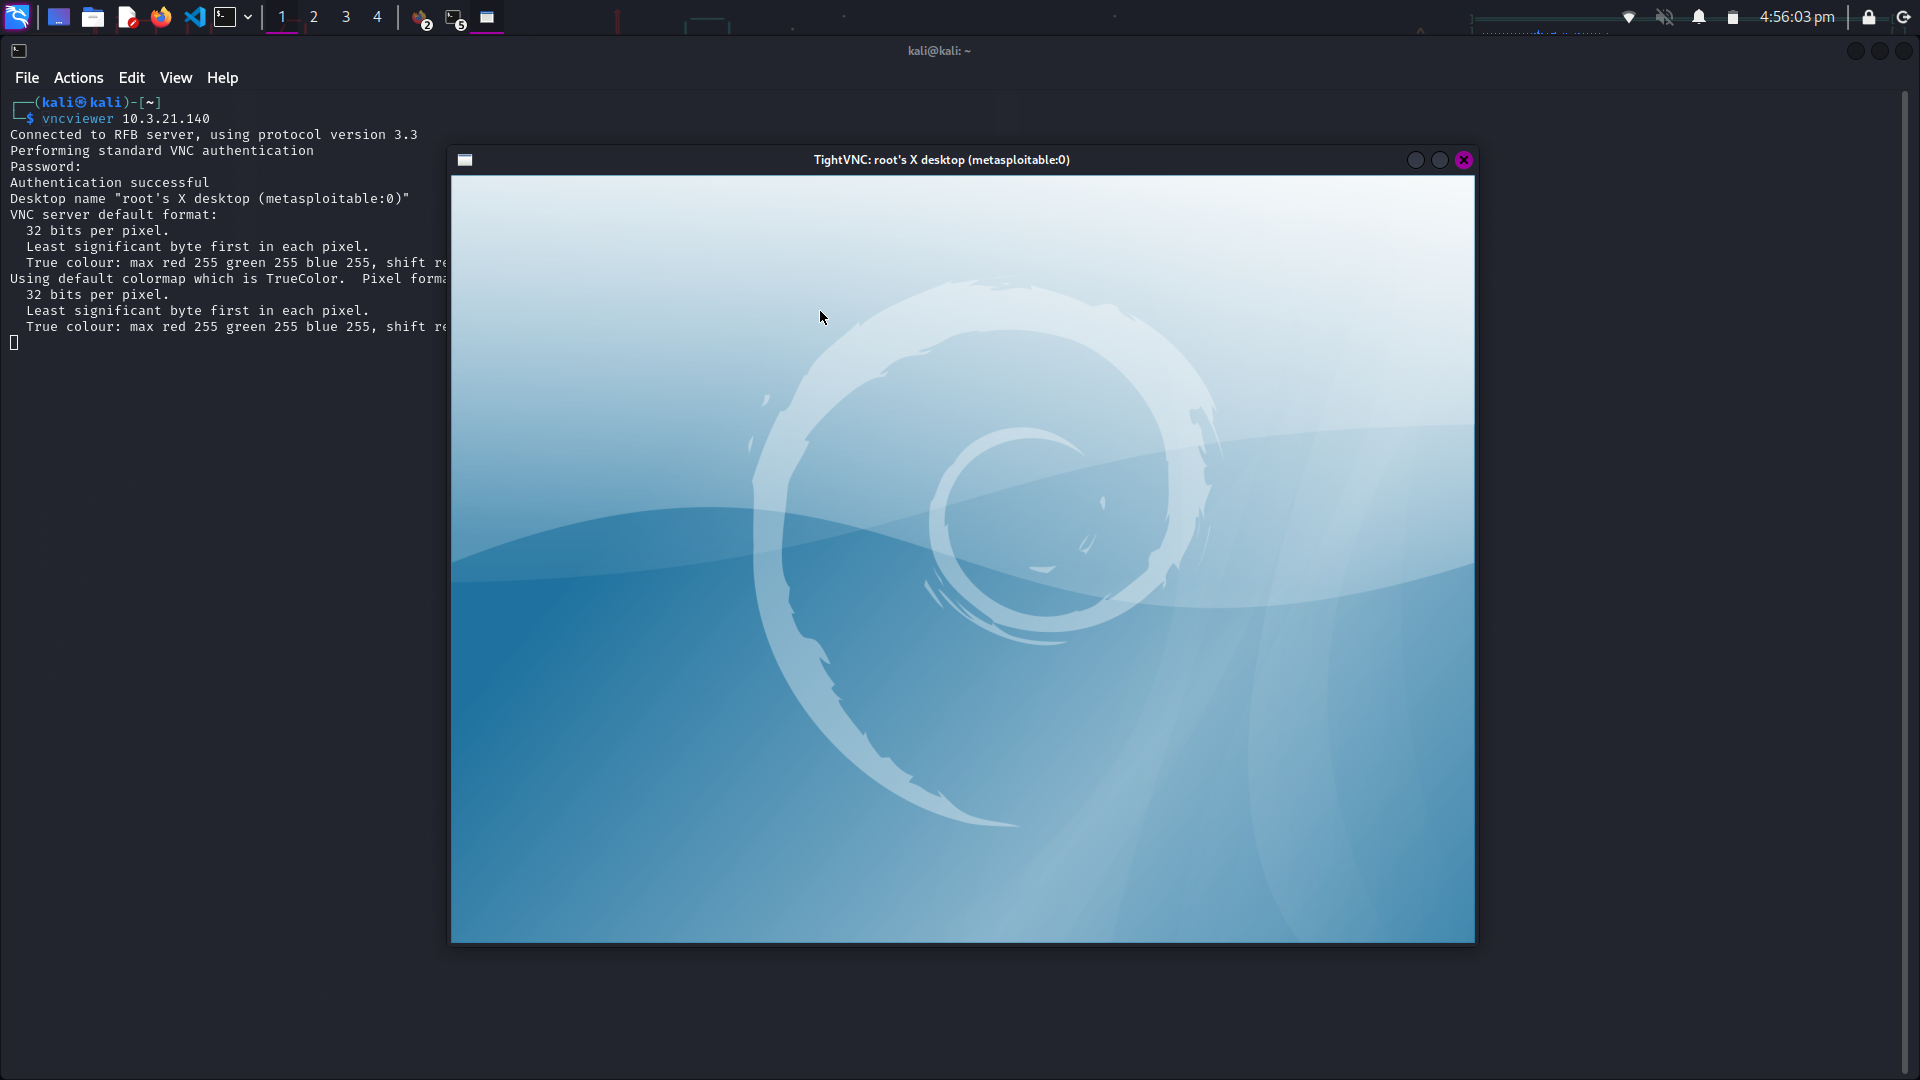 1 2 3 4 2 5 4:56:03 pm
kali@kali: ~
File Actions Edit View Help
┌──(kali㉿kali)-[~]
└─$ vncviewer 10.3.21.140
Connected to RFB server, using protocol version 3.3
Performing standard VNC authentication
Password:
Authentication successful
Desktop name "root's X desktop (metasploitable:0)"
VNC server default format:
32 bits per pixel.
Least significant byte first in each pixel.
True colour: max red 255 green 255 blue 255, shift re
Using default colormap which is TrueColor. Pixel forma
32 bits per pixel.
Least significant byte first in each pixel.
True colour: max red 255 green 255 blue 255, shift re
TightVNC: root's X desktop (metasploitable:0)